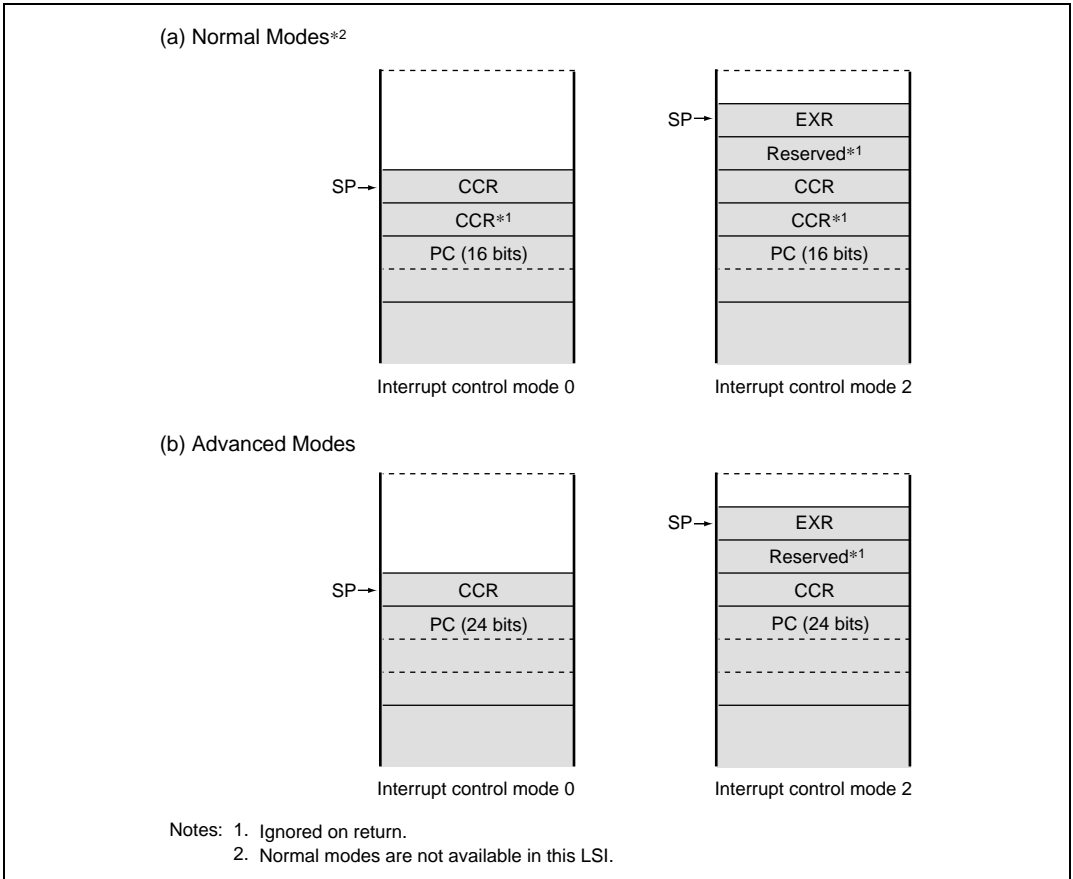 (a) Normal Modes*2
SP→
CCR
CCR*1
PC (16 bits)
Interrupt control mode 0
SP→
EXR
Reserved*1
CCR
CCR*1
PC (16 bits)
Interrupt control mode 2
(b) Advanced Modes
SP→
CCR
PC (24 bits)
Interrupt control mode 0
SP→
EXR
Reserved*1
CCR
PC (24 bits)
Interrupt control mode 2
Notes: 1. Ignored on return.
2. Normal modes are not available in this LSI.